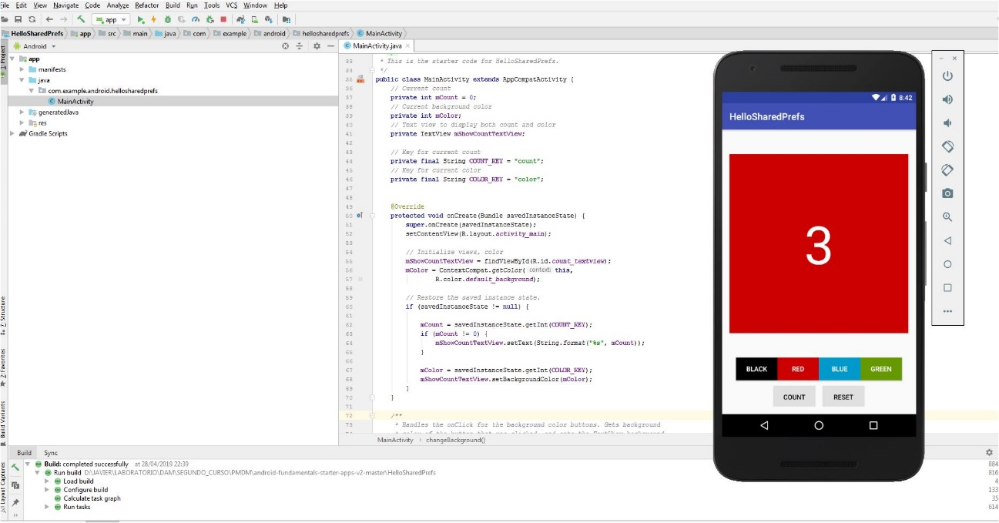 File Edit View Navigate Code Analyze Refactor Build Run Tools VCS Window Help
app
HelloSharedPrefs app src main java com example android hellosharedprefs MainActivity
1: Project
Android
MainActivity.java
app
manifests
java
com.example.android.hellosharedprefs
MainActivity
generatedJava
res
Gradle Scripts
7: Structure
2: Favorites
Build Variants
Layout Captures
33 * This is the starter code for HelloSharedPrefs.
34 */
35 public class MainActivity extends AppCompatActivity {
36 // Current count
37 private int mCount = 0;
38 // Current background color
39 private int mColor;
40 // Text view to display both count and color
41 private TextView mShowCountTextView;
42
43 // Key for current count
44 private final String COUNT_KEY = "count";
45 // Key for current color
46 private final String COLOR_KEY = "color";
47
48
49 @Override
50 protected void onCreate(Bundle savedInstanceState) {
51 super.onCreate(savedInstanceState);
52 setContentView(R.layout.activity_main);
53
54 // Initialize views, color
55 mShowCountTextView = findViewById(R.id.count_textview);
56 mColor = ContextCompat.getColor( context: this,
57 R.color.default_background);
58
59 // Restore the saved instance state.
60 if (savedInstanceState != null) {
61
62 mCount = savedInstanceState.getInt(COUNT_KEY);
63 if (mCount != 0) {
64 mShowCountTextView.setText(String.format("%s", mCount));
65 }
66
67 mColor = savedInstanceState.getInt(COLOR_KEY);
68 mShowCountTextView.setBackgroundColor(mColor);
69 }
70 }
71
72 /**
73 * Handles the onClick for the background color buttons. Gets background
MainActivity › changeBackground()
8:42
HelloSharedPrefs
3
BLACK RED BLUE GREEN
COUNT RESET
Build Sync
Build: completed successfully at 28/04/2019 22:39 884
Run build D:\JAVIER\LABORATORIO\DAM\SEGUNDO_CURSO\PMDM\android-fundamentals-starter-apps-v2-master\HelloSharedPrefs 816
Load build 4
Configure build 133
Calculate task graph 35
Run tasks 614